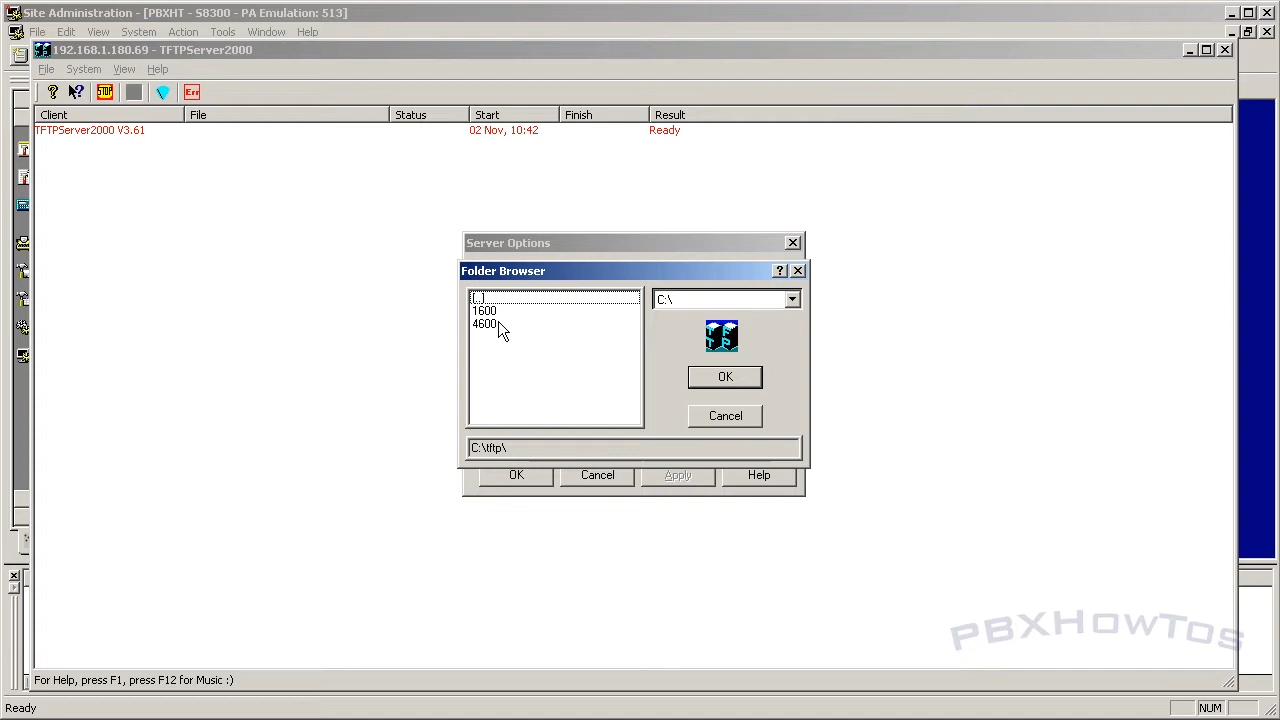 Site Administration - [PBXHT - S8300 - PA Emulation: 513]
File Edit View System Action Tools Window Help
192.168.1.180.69 - TFTPServer2000
File System View Help
? ? STOP Err
Client File Status Start Finish Result
TFTPServer2000 V3.61 02 Nov, 10:42 Ready
Server Options
Folder Browser
[..]
1600
4600
C:\
T F
T P
OK
Cancel
C:\tftp\
OK Cancel Apply Help
PBXHowTos
For Help, press F1, press F12 for Music :)
Ready NUM